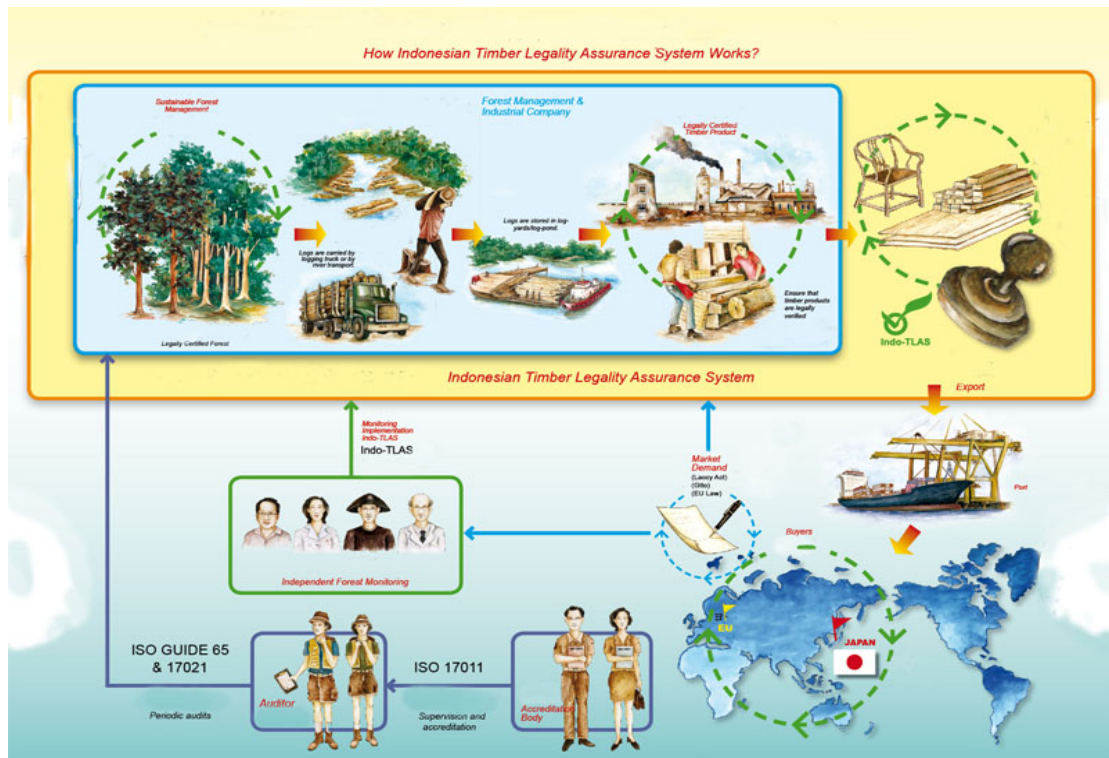 How Indonesian Timber Legality Assurance System Works?
Sustainable Forest
Management
Forest Management &
Industrial Company
Legally Certified
Timber Product
Logs are carried by
logging truck or by
river transport
Logs are stored in log-
yards/log-pond.
Ensure that
timber products
are legally
verified
Legally Certified Forest
Indo-TLAS
Indonesian Timber Legality Assurance System
Export
Monitoring
Implementation
Indo-TLAS
Indo-TLAS
Market
Demand
(Lacey Act)
(EU Law)
Port
Buyers
Independent Forest Monitoring
EU
JAPAN
ISO GUIDE 65
& 17021
ISO 17011
Auditor
Accreditation
Body
Periodic audits
Supervision and
accreditation